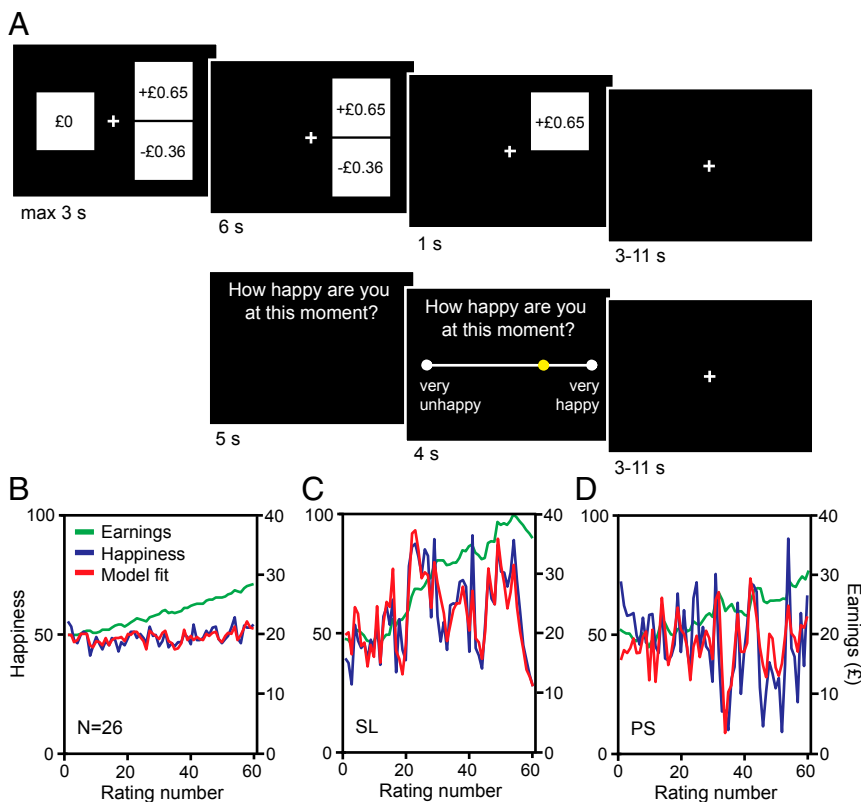 A
£0
+£0.65
-£0.36
max 3 s
+£0.65
-£0.36
6 s
+£0.65
1 s
3-11 s
How happy are you
at this moment?
5 s
How happy are you
at this moment?
very
unhappy
very
happy
4 s
3-11 s
B
Happiness
100
50
0
Earnings
Happiness
Model fit
N=26
40
30
20
10
0
0
20
40
60
Rating number
C
100
50
0
SL
40
30
20
10
0
0
20
40
60
Rating number
D
100
50
0
PS
40
30
20
10
0
Earnings (£)
0
20
40
60
Rating number